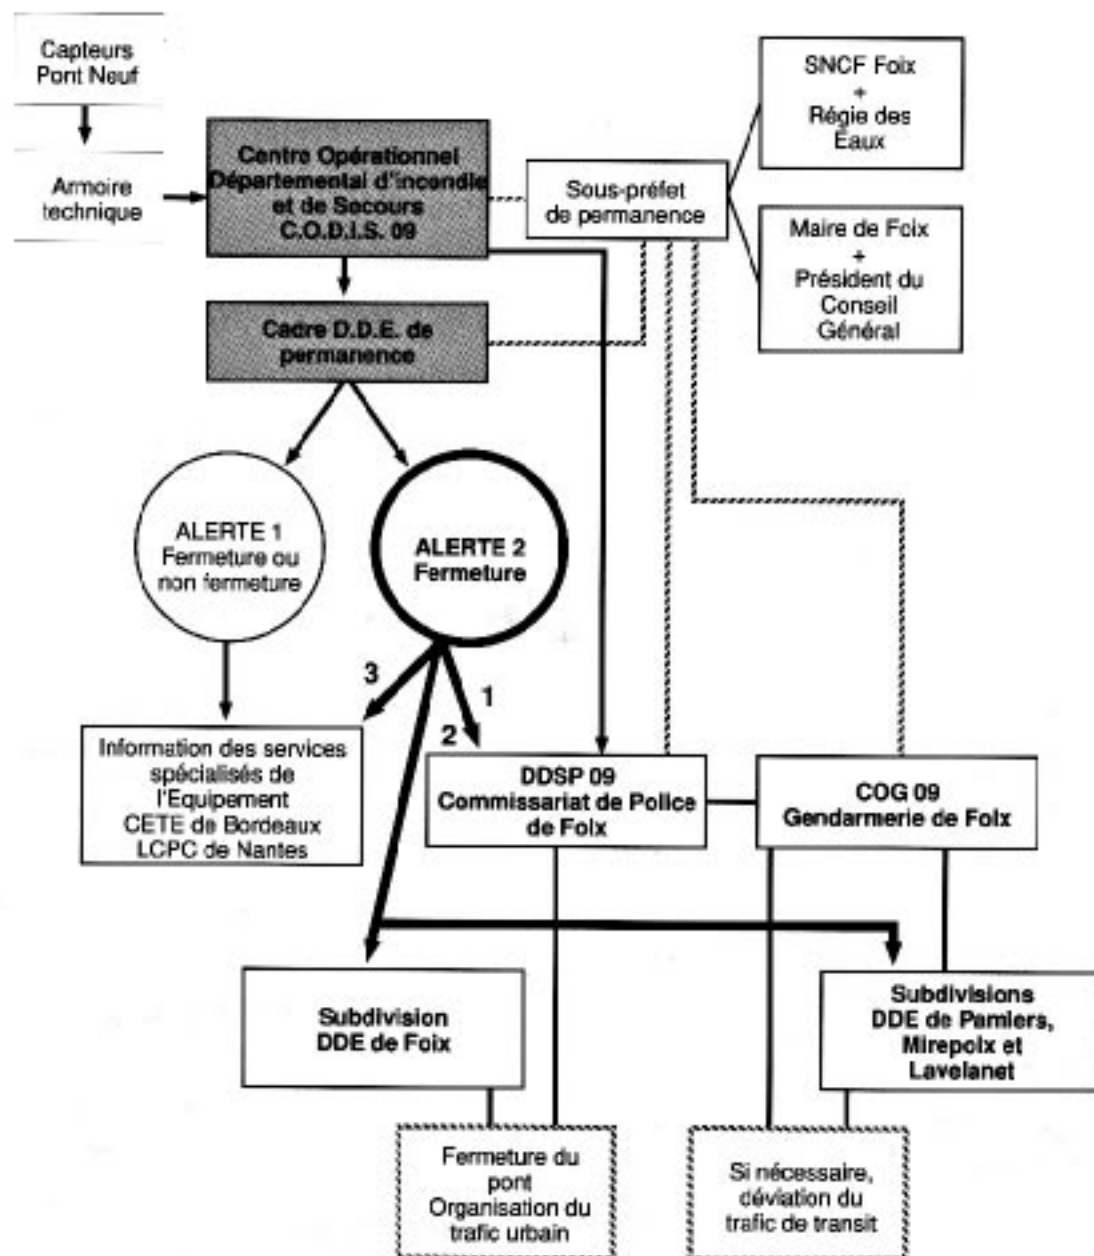 Capteurs
Pont Neuf
Armoire
technique
Centre Opérationnel
Départemental d'incendie
et de Secours
C.O.D.I.S. 09
Sous-préfet
de permanence
SNCF Foix
+
Régie des
Eaux
Maire de Foix
+
Président du
Conseil
Général
Cadre D.D.E. de
permanence
ALERTE 1
Fermeture ou
non fermeture
ALERTE 2
Fermeture
3
1
2
Information des services
spécialisés de
l'Equipement
CETE de Bordeaux
LCPC de Nantes
DDSP 09
Commissariat de Police
de Foix
COG 09
Gendarmerie de Foix
Subdivision
DDE de Foix
Subdivisions
DDE de Pamiers,
Mirepoix et
Lavelanet
Fermeture du
pont
Organisation du
trafic urbain
Si nécessaire,
déviation du
trafic de transit